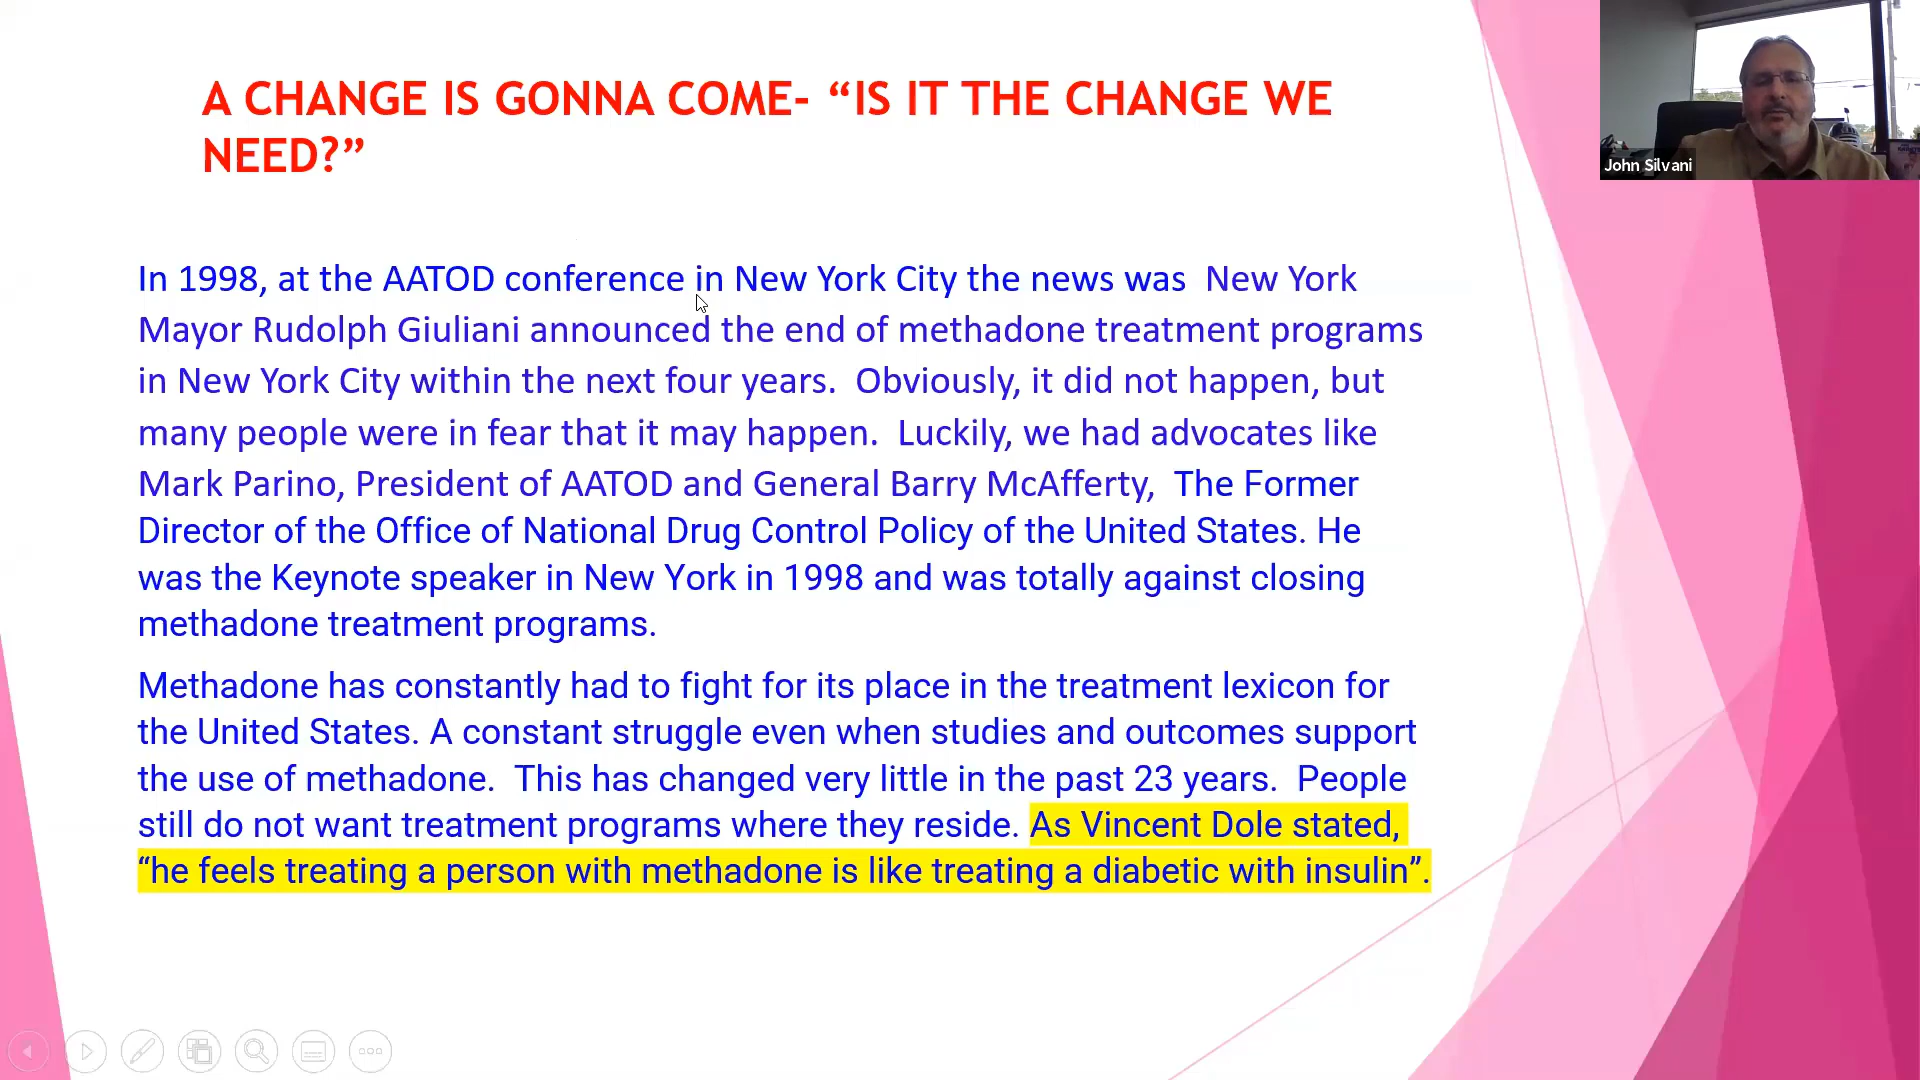 A CHANGE IS GONNA COME- “IS IT THE CHANGE WE
NEED?”
John Silvani
In 1998, at the AATOD conference in New York City the news was  New York
Mayor Rudolph Giuliani announced the end of methadone treatment programs
in New York City within the next four years.  Obviously, it did not happen, but
many people were in fear that it may happen.  Luckily, we had advocates like
Mark Parino, President of AATOD and General Barry McAfferty,  The Former
Director of the Office of National Drug Control Policy of the United States. He
was the Keynote speaker in New York in 1998 and was totally against closing
methadone treatment programs.
Methadone has constantly had to fight for its place in the treatment lexicon for
the United States. A constant struggle even when studies and outcomes support
the use of methadone.  This has changed very little in the past 23 years.  People
still do not want treatment programs where they reside. As Vincent Dole stated,
“he feels treating a person with methadone is like treating a diabetic with insulin”.